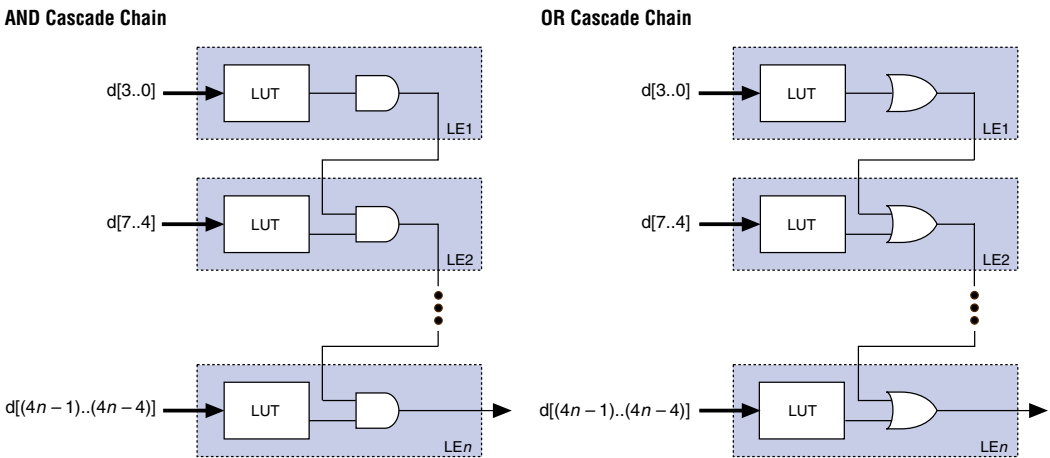 AND Cascade Chain
OR Cascade Chain
d[3..0]
LUT
LE1
d[7..4]
LUT
LE2
d[(4n – 1)..(4n – 4)]
LUT
LEn
d[3..0]
LUT
LE1
d[7..4]
LUT
LE2
d[(4n – 1)..(4n – 4)]
LUT
LEn